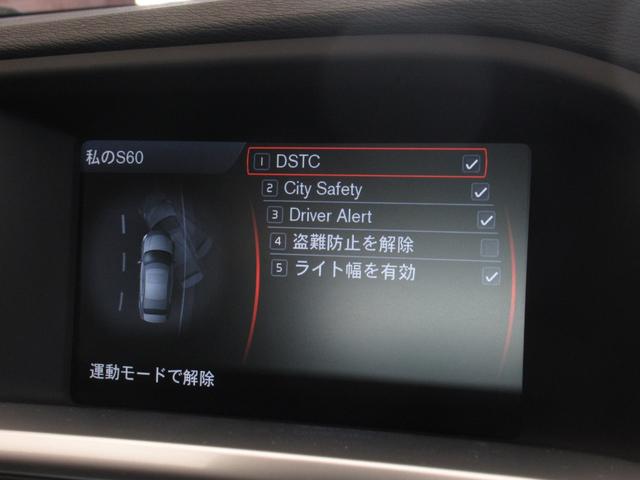 私のS60
1 DSTC
2 City Safety
3 Driver Alert
4 盗難防止を解除
5 ライト幅を有効
運動モードで解除